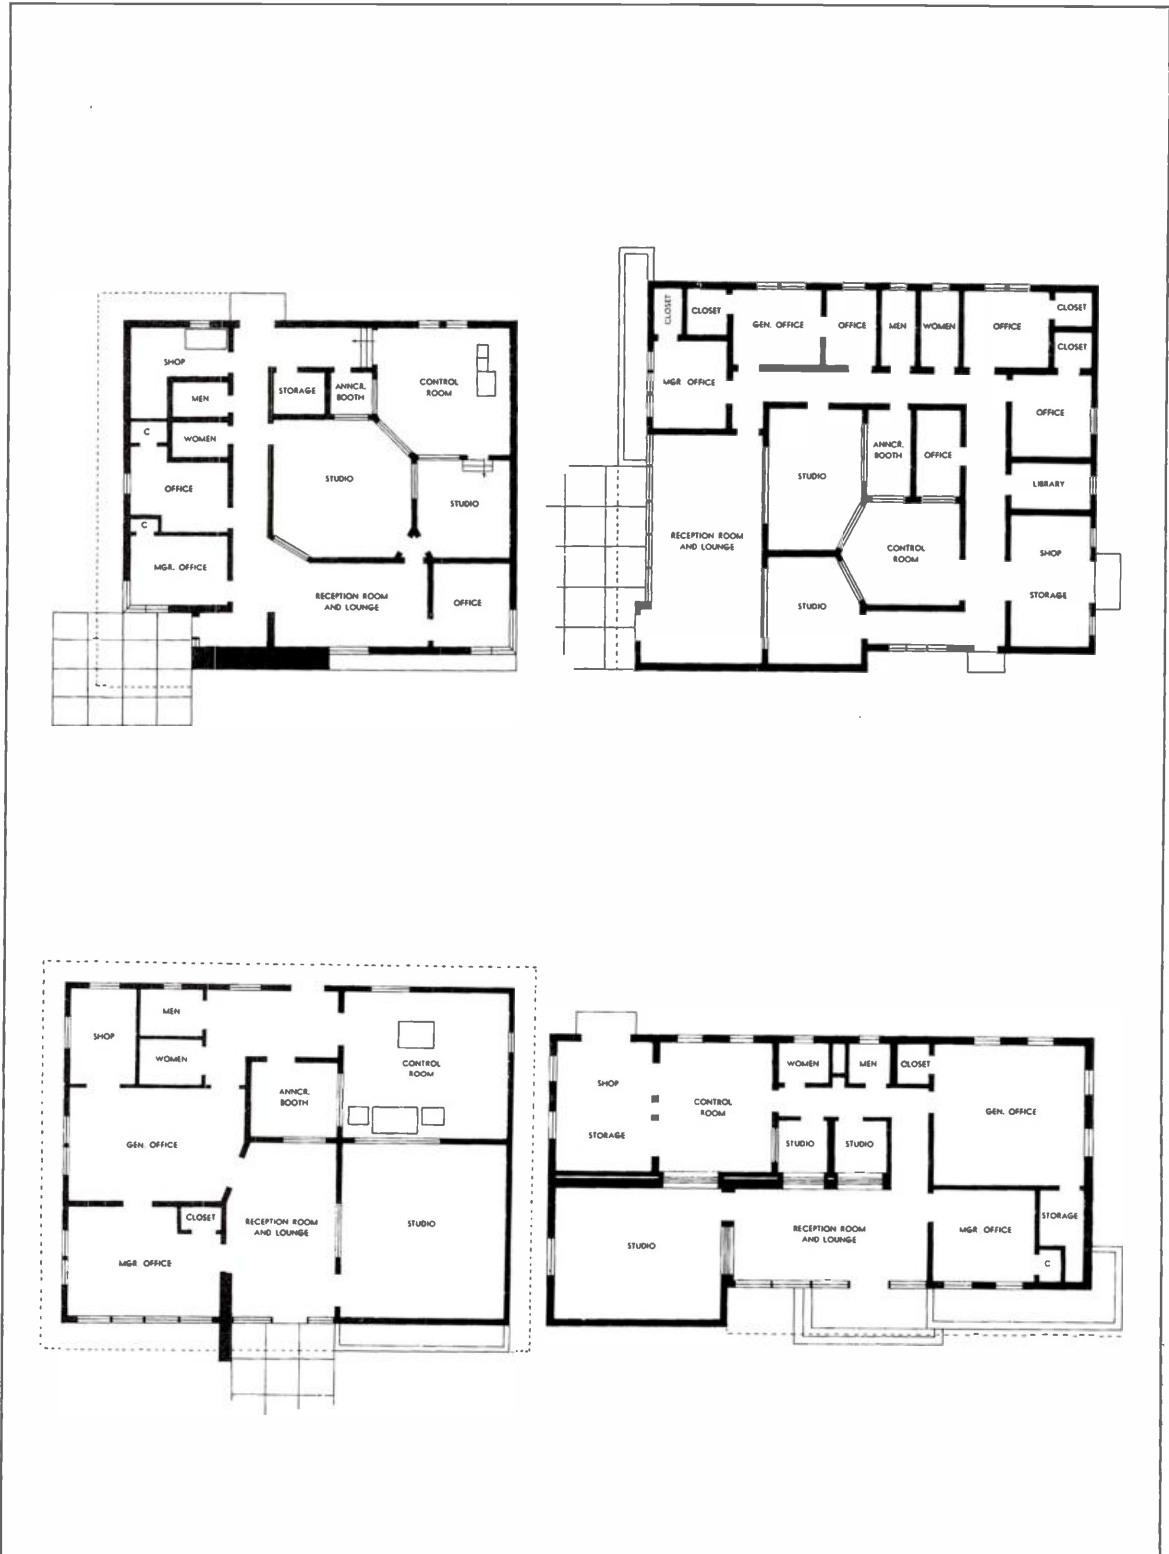 SHOP
MEN
C
WOMEN
OFFICE
C
MGR. OFFICE
STORAGE
ANNCR.
BOOTH
CONTROL
ROOM
STUDIO
STUDIO
RECEPTION ROOM
AND LOUNGE
OFFICE
CLOSET
CLOSET
GEN. OFFICE
OFFICE
MEN
WOMEN
OFFICE
CLOSET
CLOSET
MGR. OFFICE
OFFICE
ANNCR.
BOOTH
OFFICE
STUDIO
LIBRARY
RECEPTION ROOM
AND LOUNGE
CONTROL
ROOM
SHOP
STORAGE
STUDIO
SHOP
MEN
WOMEN
ANNCR.
BOOTH
CONTROL
ROOM
GEN. OFFICE
CLOSET
RECEPTION ROOM
AND LOUNGE
STUDIO
MGR. OFFICE
SHOP
STORAGE
CONTROL
ROOM
WOMEN
MEN
CLOSET
GEN. OFFICE
STUDIO
STUDIO
STUDIO
RECEPTION ROOM
AND LOUNGE
MGR. OFFICE
STORAGE
C